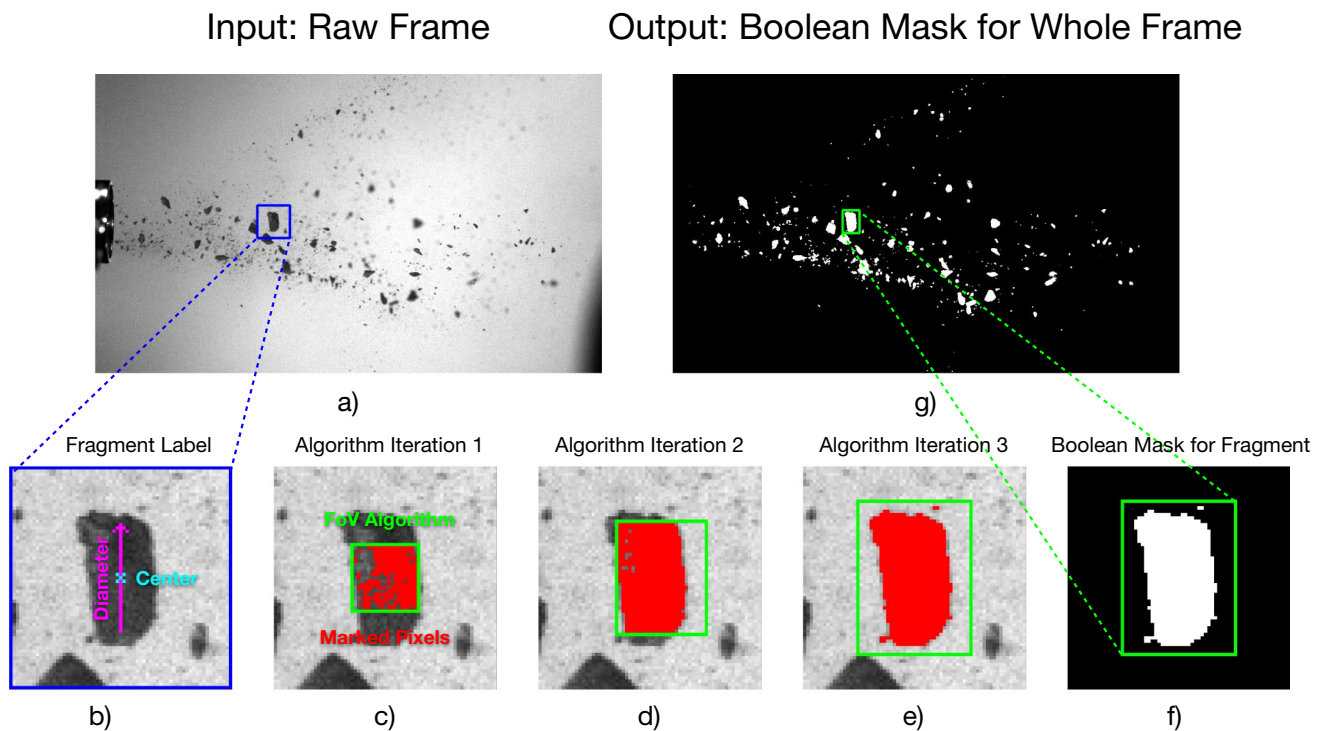 Input: Raw Frame
Output: Boolean Mask for Whole Frame
a)
g)
Fragment Label
Algorithm Iteration 1
Algorithm Iteration 2
Algorithm Iteration 3
Boolean Mask for Fragment
Diameter
Center
FoV Algorithm
Marked Pixels
b)
c)
d)
e)
f)